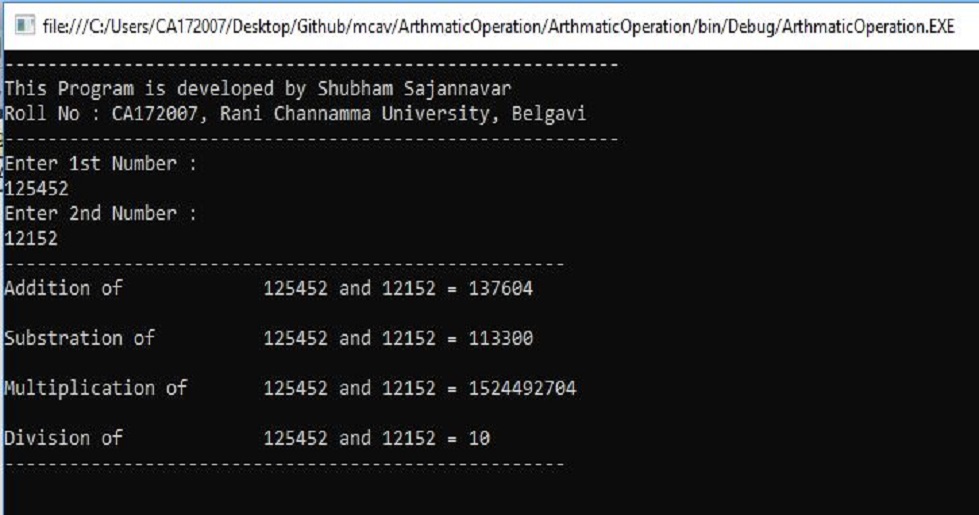 file:///C:/Users/CA172007/Desktop/Github/mcav/ArthmaticOperation/ArthmaticOperation/bin/Debug/ArthmaticOperation.EXE
---------------------------------------------------------
This Program is developed by Shubham Sajannavar
Roll No : CA172007, Rani Channamma University, Belgavi
---------------------------------------------------------
Enter 1st Number :
125452
Enter 2nd Number :
12152
----------------------------------------------------
Addition of 125452 and 12152 = 137604
Substration of 125452 and 12152 = 113300
Multiplication of 125452 and 12152 = 1524492704
Division of 125452 and 12152 = 10
----------------------------------------------------